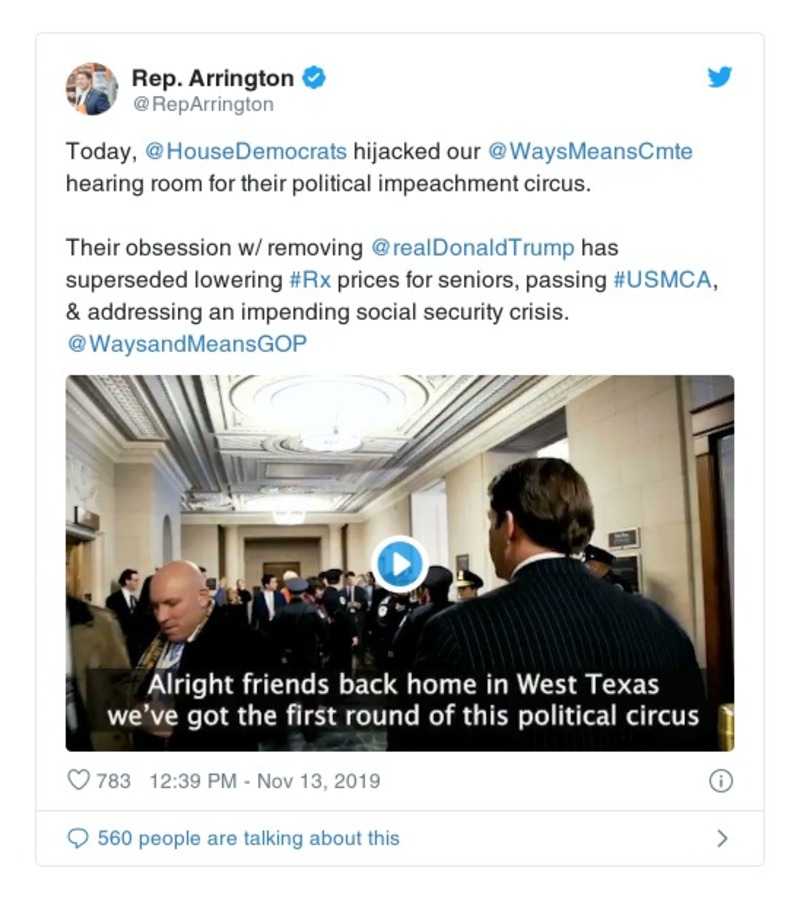 Rep. Arrington
@RepArrington
Today, @HouseDemocrats hijacked our @WaysMeansCmte
hearing room for their political impeachment circus.
Their obsession w/ removing @realDonaldTrump has
superseded lowering #Rx prices for seniors, passing #USMCA,
& addressing an impending social security crisis.
@WaysandMeansGOP
Alright friends back home in West Texas
we've got the first round of this political circus
783 12:39 PM - Nov 13, 2019
560 people are talking about this